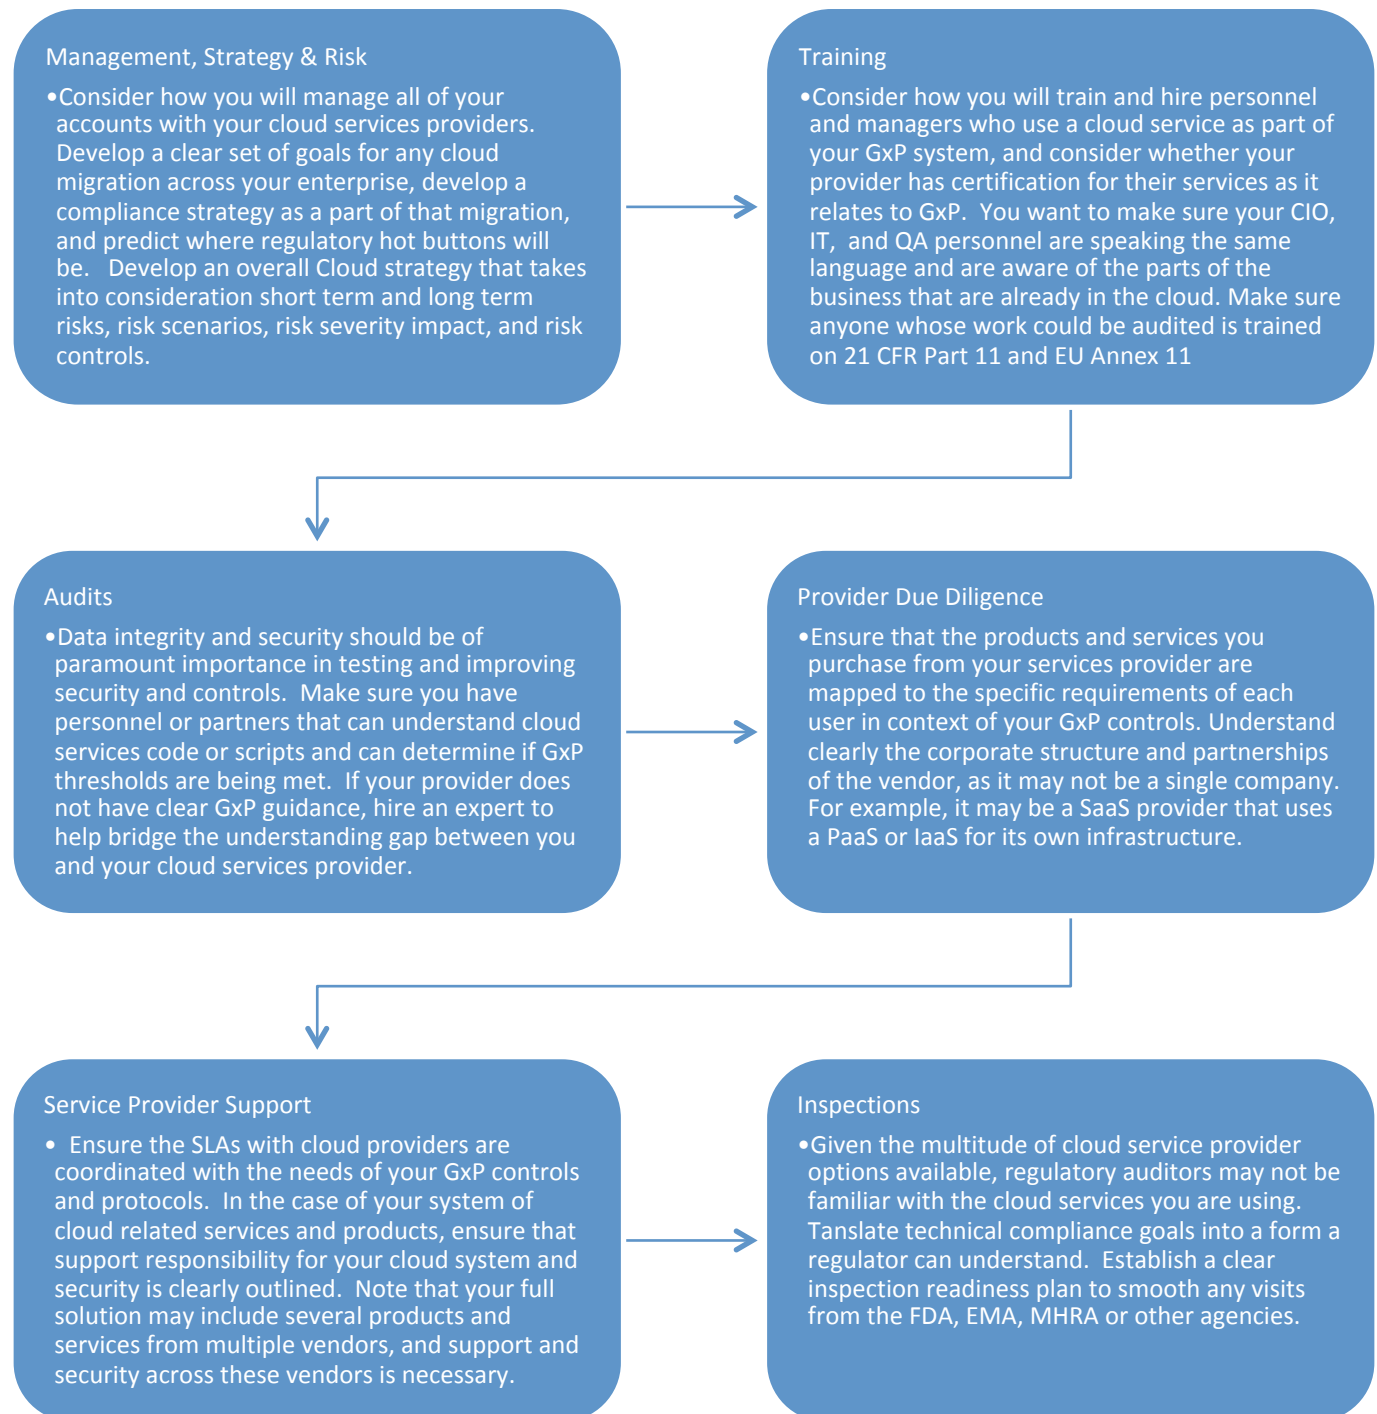 Management, Strategy & Risk
•Consider how you will manage all of your
accounts with your cloud services providers.
Develop a clear set of goals for any cloud
migration across your enterprise, develop a
compliance strategy as a part of that migration,
and predict where regulatory hot buttons will
be.   Develop an overall Cloud strategy that takes
into consideration short term and long term
risks, risk scenarios, risk severity impact, and risk
controls.
Training
•Consider how you will train and hire personnel
and managers who use a cloud service as part of
your GxP system, and consider whether your
provider has certification for their services as it
relates to GxP.  You want to make sure your CIO,
IT,  and QA personnel are speaking the same
language and are aware of the parts of the
business that are already in the cloud. Make sure
anyone whose work could be audited is trained
on 21 CFR Part 11 and EU Annex 11
Audits
•Data integrity and security should be of
paramount importance in testing and improving
security and controls.  Make sure you have
personnel or partners that can understand cloud
services code or scripts and can determine if GxP
thresholds are being met.  If your provider does
not have clear GxP guidance, hire an expert to
help bridge the understanding gap between you
and your cloud services provider.
Provider Due Diligence
•Ensure that the products and services you
purchase from your services provider are
mapped to the specific requirements of each
user in context of your GxP controls. Understand
clearly the corporate structure and partnerships
of the vendor, as it may not be a single company.
For example, it may be a SaaS provider that uses
a PaaS or IaaS for its own infrastructure.
Service Provider Support
• Ensure the SLAs with cloud providers are
coordinated with the needs of your GxP controls
and protocols.  In the case of your system of
cloud related services and products, ensure that
support responsibility for your cloud system and
security is clearly outlined.  Note that your full
solution may include several products and
services from multiple vendors, and support and
security across these vendors is necessary.
Inspections
•Given the multitude of cloud service provider
options available, regulatory auditors may not be
familiar with the cloud services you are using.
Tanslate technical compliance goals into a form a
regulator can understand.  Establish a clear
inspection readiness plan to smooth any visits
from the FDA, EMA, MHRA or other agencies.